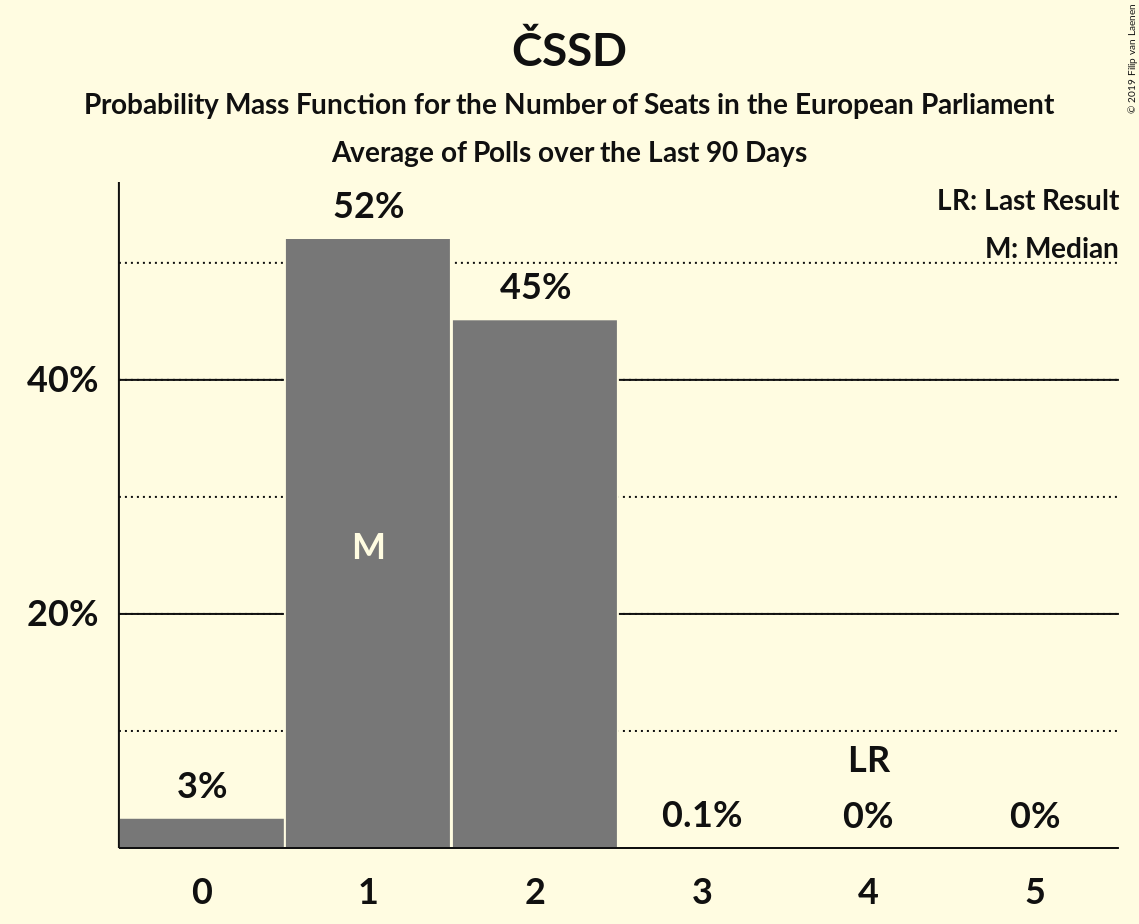 ČSSD
Probability Mass Function for the Number of Seats in the European Parliament
Average of Polls over the Last 90 Days
© 2019 Filip van Laenen
LR: Last Result
M: Median
52%
45%
40%
M
20%
3%
LR
0.1%
0%
0%
0 1 2 3 4 5